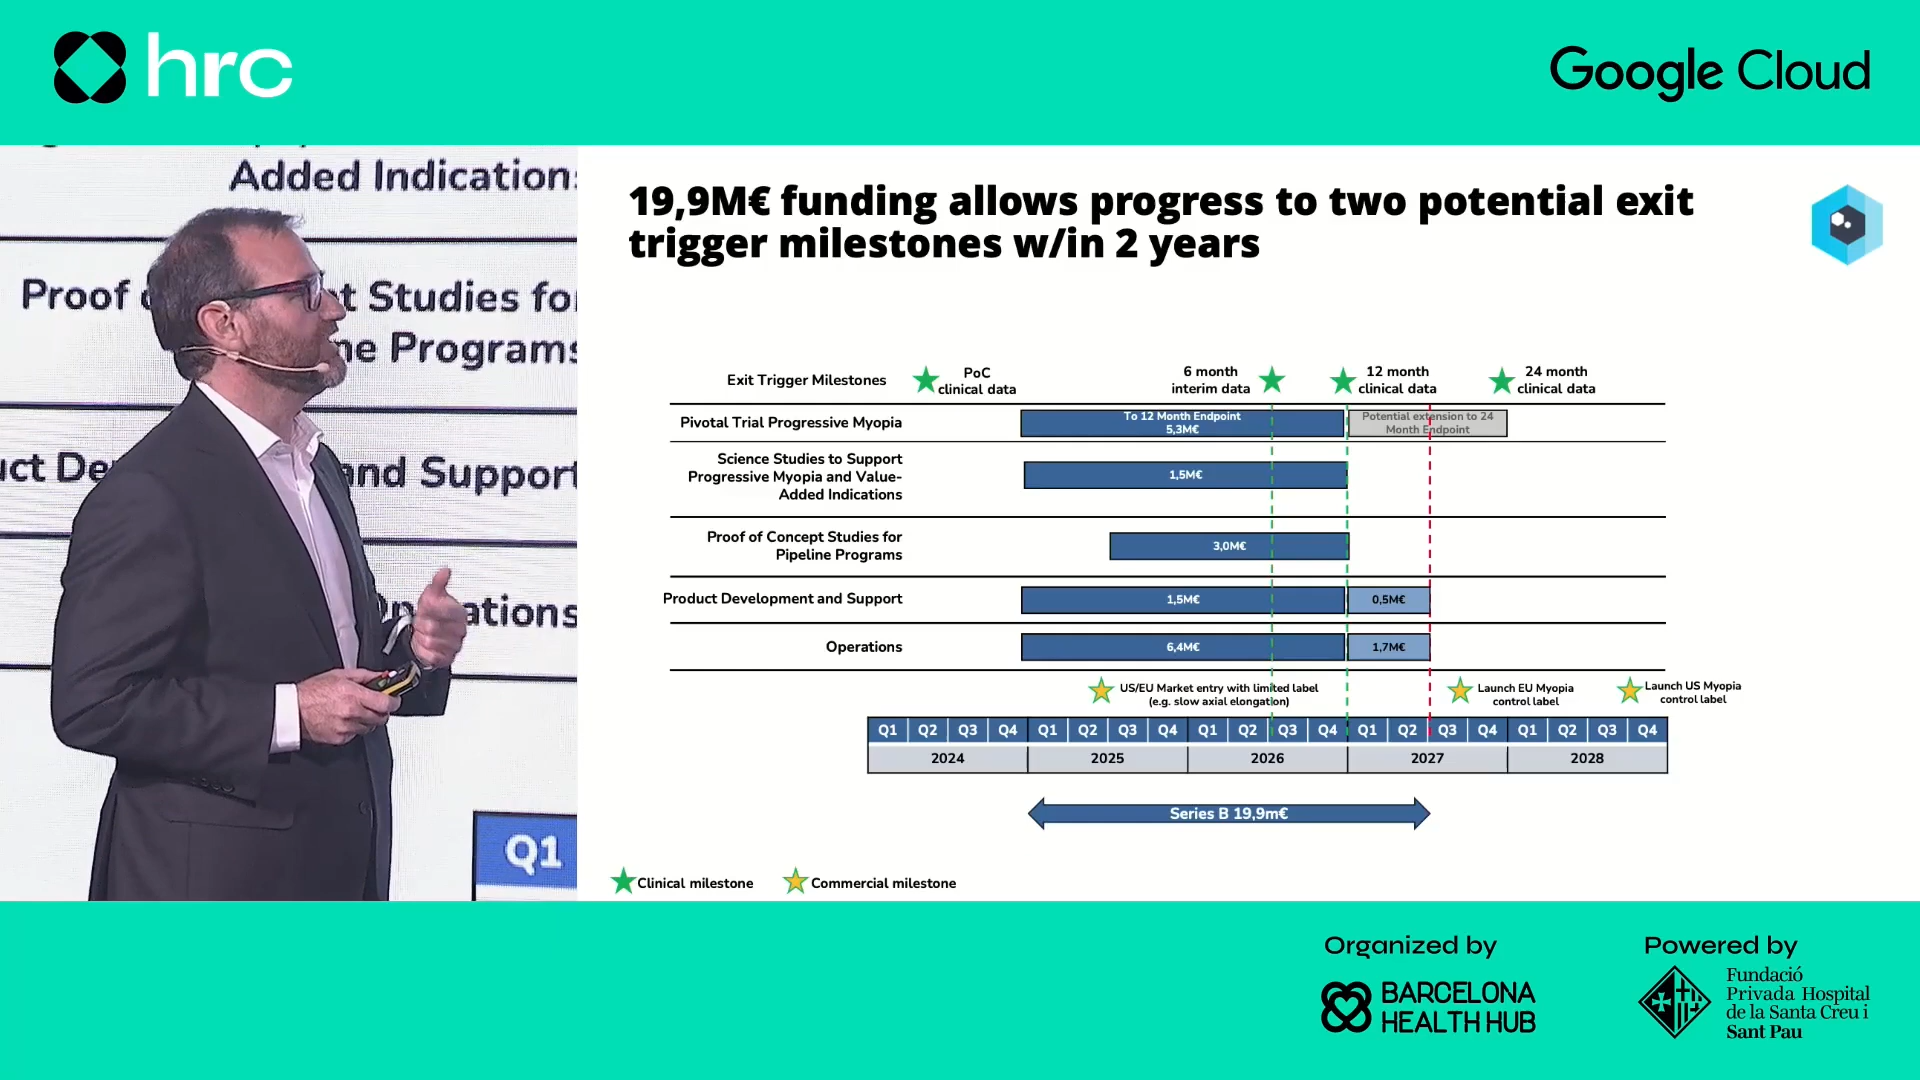 hrc
Google Cloud
Added Indication
Proof
t Studies fo
ne Programs
uct De
and Support
Operations
Q1
19,9M€ funding allows progress to two potential exit
trigger milestones w/in 2 years
Exit Trigger Milestones
PoC
clinical data
6 month
interim data
12 month
clinical data
24 month
clinical data
Pivotal Trial Progressive Myopia
To 12 Month Endpoint
5,3M€
Potential extension to 24
Month Endpoint
Science Studies to Support
Progressive Myopia and Value-
Added Indications
1,5M€
Proof of Concept Studies for
Pipeline Programs
3,0M€
Product Development and Support
1,5M€
0,5M€
Operations
6,4M€
1,7M€
US/EU Market entry with limited label
(e.g. slow axial elongation)
Launch EU Myopia
control label
Launch US Myopia
control label
Q1 Q2 Q3 Q4 Q1 Q2 Q3 Q4 Q1 Q2 Q3 Q4 Q1 Q2 Q3 Q4 Q1 Q2 Q3 Q4
2024 2025 2026 2027 2028
Series B 19,9m€
Clinical milestone
Commercial milestone
Organized by
BARCELONA
HEALTH HUB
Powered by
Fundació
Privada Hospital
de la Santa Creu i
Sant Pau